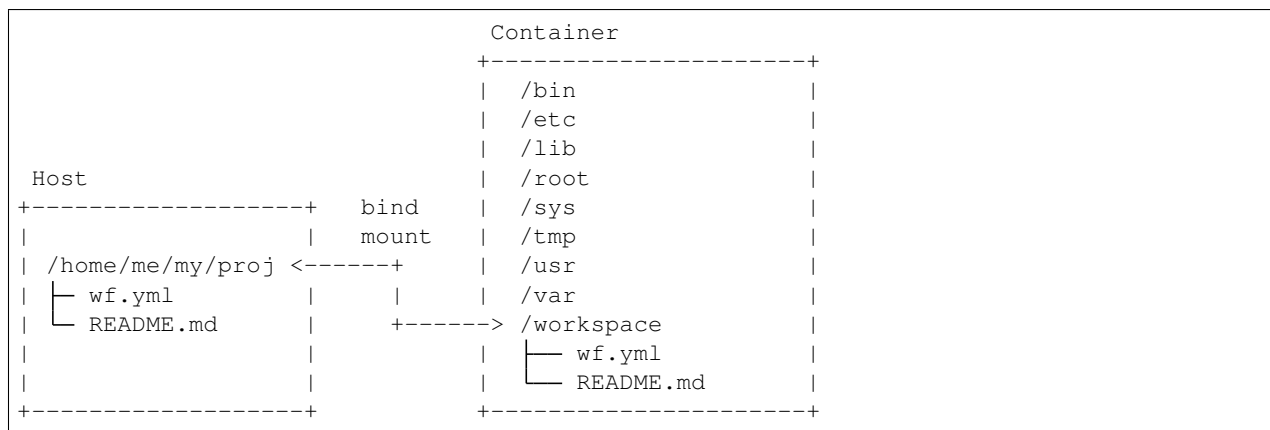 Container
                                +----------------------+
                                |  /bin                |
                                |  /etc                |
                                |  /lib                |
 Host                           |  /root               |
+-------------------+   bind    |  /sys                |
|                   |   mount   |  /tmp                |
| /home/me/my/proj <------+     |  /usr                |
| ├─ wf.yml         |     |     |  /var                |
| └─ README.md      |     +------> /workspace          |
|                   |           |  ├── wf.yml          |
|                   |           |  └── README.md       |
+-------------------+           +----------------------+